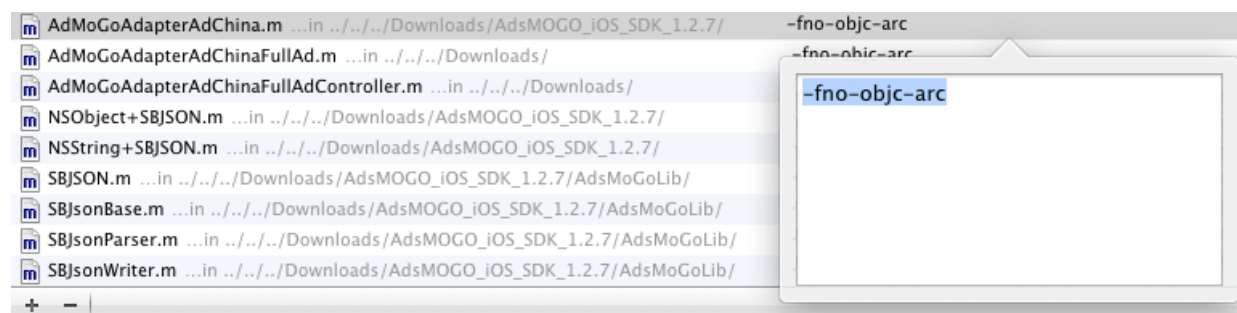 AdMoGoAdapterAdChina.m ...in ../../../Downloads/AdsMOGO_iOS_SDK_1.2.7/ -fno-objc-arc
AdMoGoAdapterAdChinaFullAd.m ...in ../../../Downloads/ -fno-objc-arc
AdMoGoAdapterAdChinaFullAdController.m ...in ../../../Downloads/
-fno-objc-arc
NSObject+SBJSON.m ...in ../../../Downloads/AdsMOGO_iOS_SDK_1.2.7/
NSString+SBJSON.m ...in ../../../Downloads/AdsMOGO_iOS_SDK_1.2.7/
SBJSON.m ...in ../../../Downloads/AdsMOGO_iOS_SDK_1.2.7/AdsMoGoLib/
SBJsonBase.m ...in ../../../Downloads/AdsMOGO_iOS_SDK_1.2.7/AdsMoGoLib/
SBJsonParser.m ...in ../../../Downloads/AdsMOGO_iOS_SDK_1.2.7/AdsMoGoLib/
SBJsonWriter.m ...in ../../../Downloads/AdsMOGO_iOS_SDK_1.2.7/AdsMoGoLib/